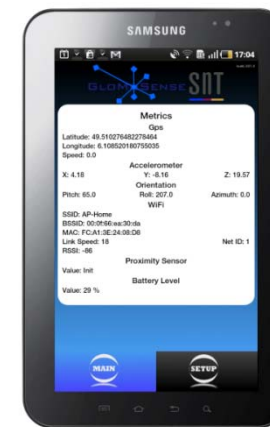 SAMSUNG
17:04
GLOMOSENSE SnT
Metrics
Gps
Latitude: 49.510276482278464
Longitude: 6.108520180755035
Speed: 0.0
Accelerometer
X: 4.18 Y: -8.16 Z: 19.57
Orientation
Pitch: 65.0 Roll: 207.0 Azimuth: 0.0
WiFi
SSID: AP-Home
BSSID: 00:0f:66:ea:30:da
MAC: FC:A1:3E:24:08:D8
Link Speed: 18 Net ID: 1
RSSI: -86
Proximity Sensor
Value: Init
Battery Level
Value: 29 %
MAIN SETUP